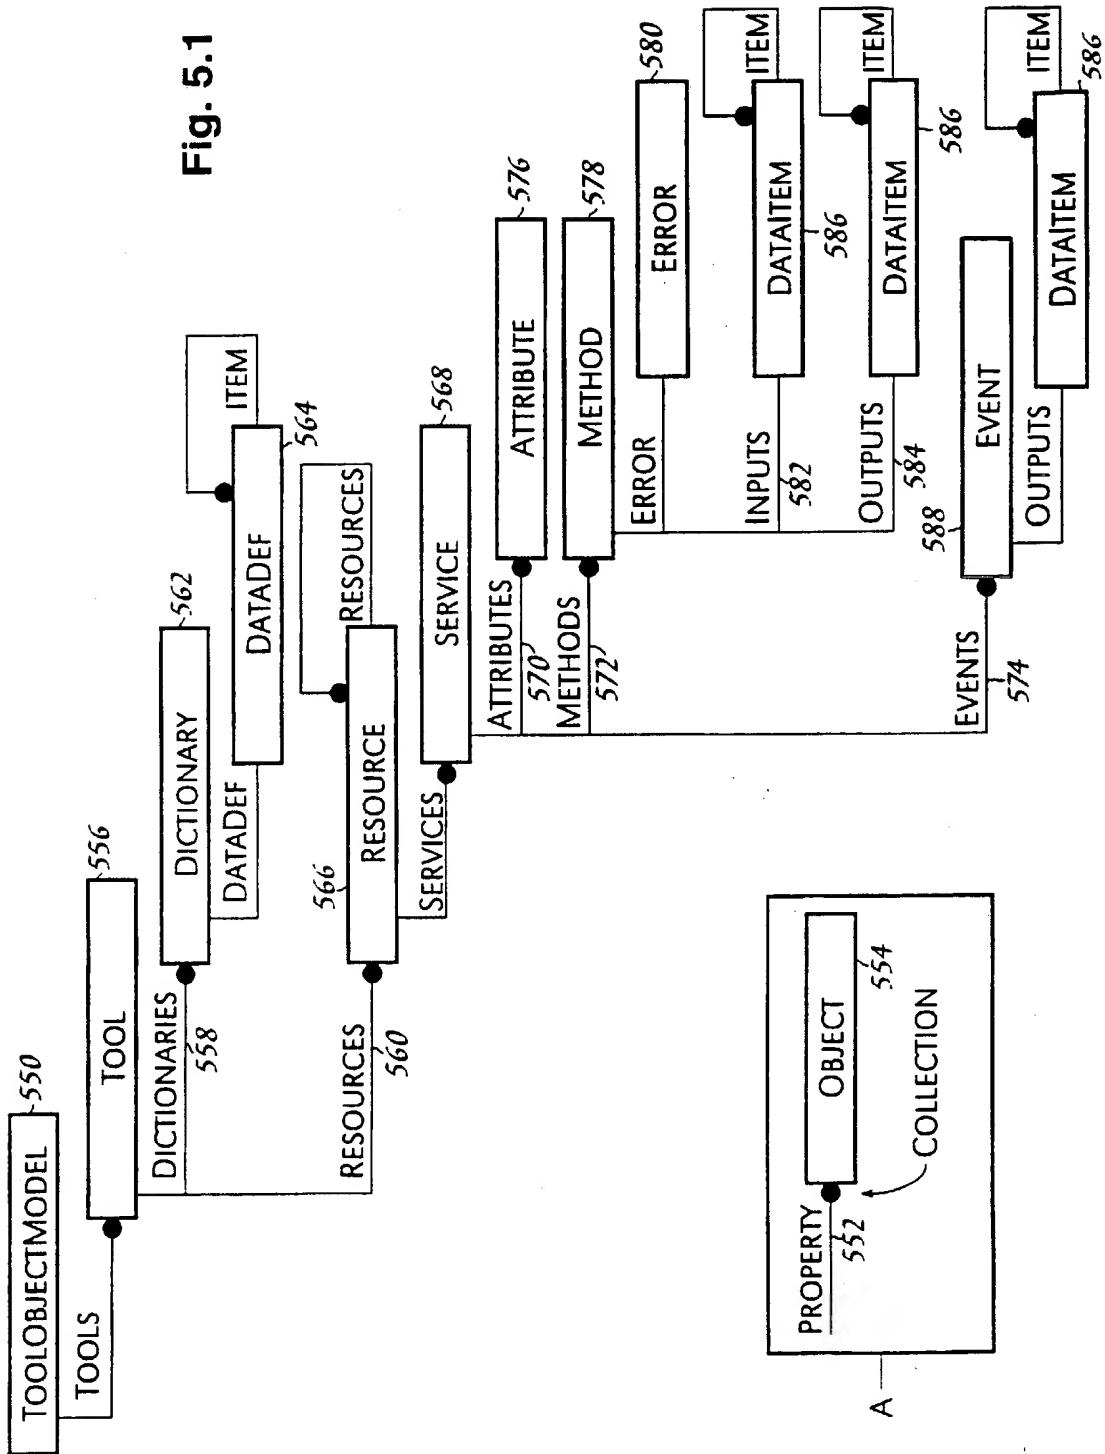 Fig. 5.1
TOOLOBJECTMODEL
550
TOOLS
TOOL
556
DICTIONARIES
558
DICTIONARY
562
DATADEF
DATADEF
564
ITEM
RESOURCES
560
RESOURCE
566
RESOURCES
SERVICES
SERVICE
568
ATTRIBUTES
570
ATTRIBUTE
576
METHODS
572
METHOD
578
ERROR
ERROR
580
INPUTS
582
DATAITEM
586
ITEM
OUTPUTS
584
DATAITEM
586
ITEM
EVENTS
574
EVENT
588
OUTPUTS
DATAITEM
586
ITEM
A
PROPERTY
552
OBJECT
554
COLLECTION